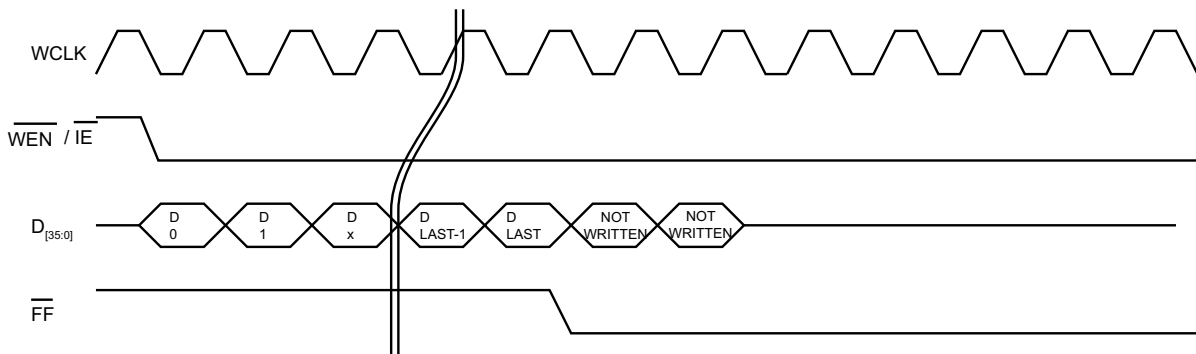 WCLK
WEN / IE
D[35:0]
D
0
D
1
D
x
D
LAST-1
D
LAST
NOT
WRITTEN
NOT
WRITTEN
FF